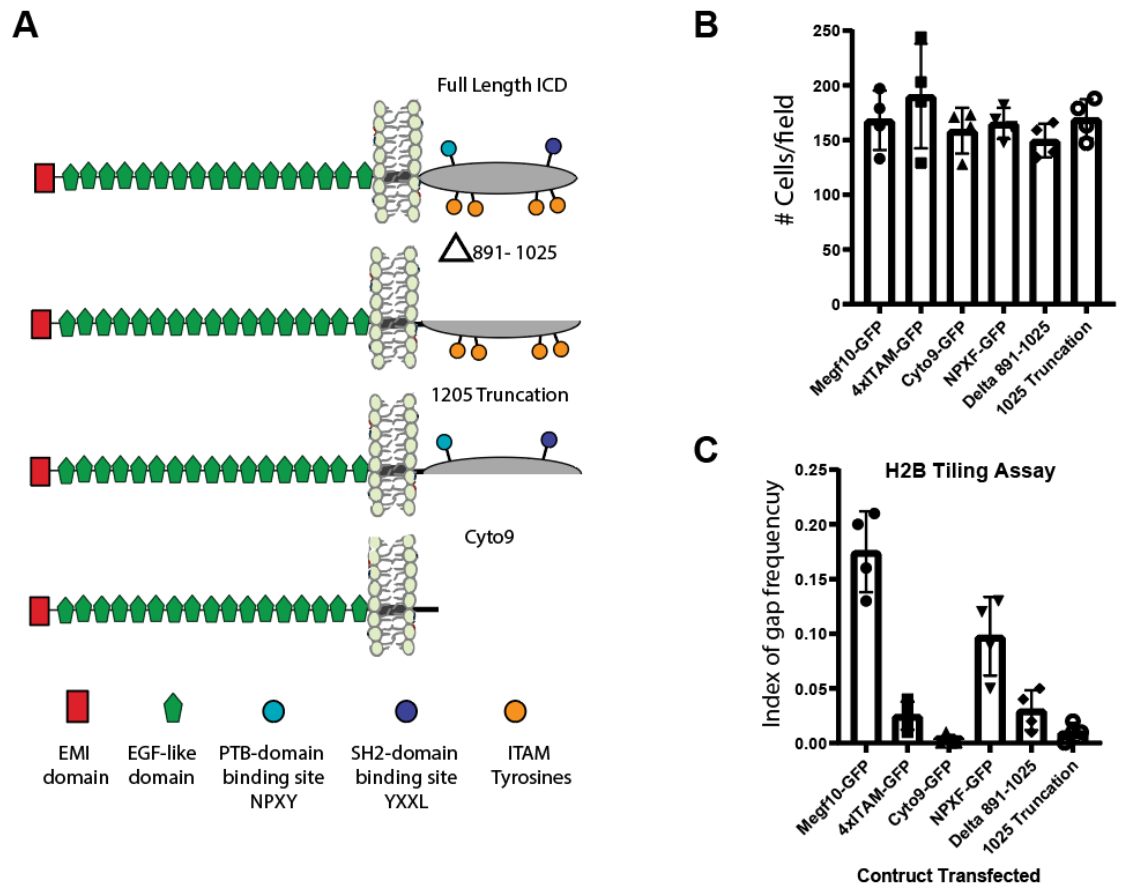 A
Full Length ICD
△891- 1025
1205 Truncation
Cyto9
EMI
domain
EGF-like
domain
PTB-domain
binding site
NPXY
SH2-domain
binding site
YXXL
ITAM
Tyrosines
B
# Cells/field
250
200
150
100
50
0
Megf10-GFP
4xITAM-GFP
Cyto9-GFP
NPXF-GFP
Delta 891-1025
1025 Truncation
C
H2B Tiling Assay
Index of gap frequencuy
0.25
0.20
0.15
0.10
0.05
0.00
Megf10-GFP
4xITAM-GFP
Cyto9-GFP
NPXF-GFP
Delta 891-1025
1025 Truncation
Contruct Transfected